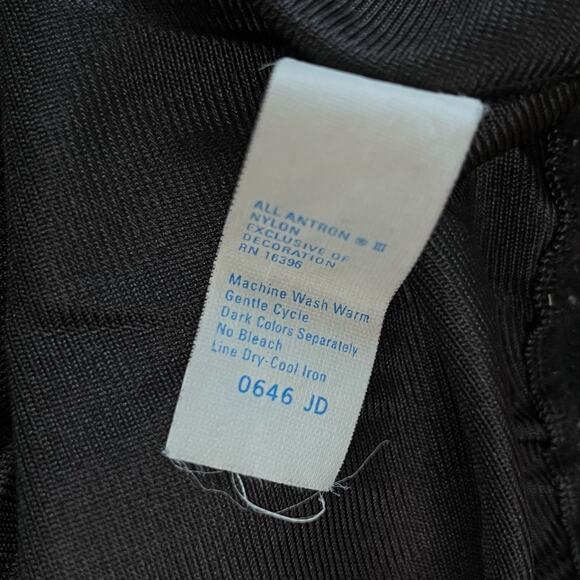 ALL ANTRON ® III
NYLON
EXCLUSIVE OF
DECORATION
RN 16396
Machine Wash Warm
Gentle Cycle
Dark Colors Separately
No Bleach
Line Dry-Cool Iron
0646 JD